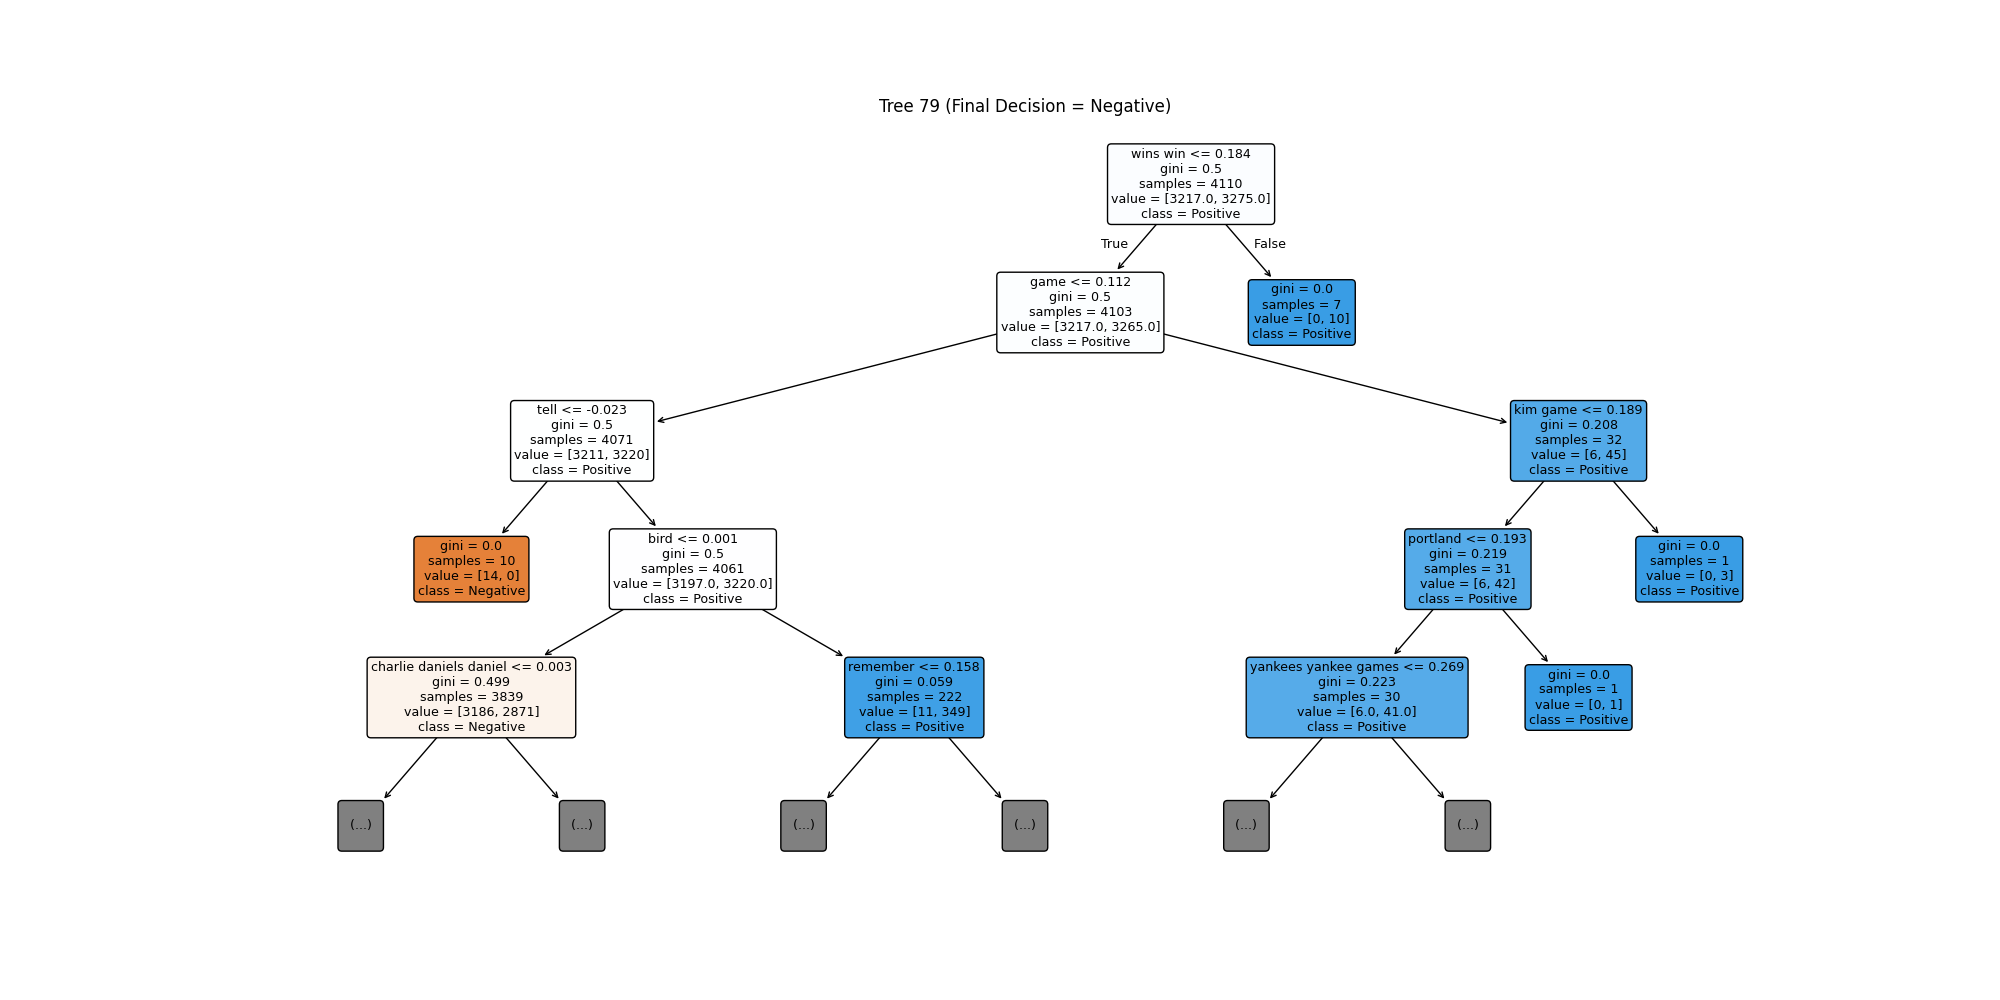 Tree 79 (Final Decision = Negative)
wins win <= 0.184
gini = 0.5
samples = 4110
value = [3217.0, 3275.0]
class = Positive
True
False
game <= 0.112
gini = 0.5
samples = 4103
value = [3217.0, 3265.0]
class = Positive
gini = 0.0
samples = 7
value = [0, 10]
class = Positive
tell <= -0.023
gini = 0.5
samples = 4071
value = [3211, 3220]
class = Positive
kim game <= 0.189
gini = 0.208
samples = 32
value = [6, 45]
class = Positive
gini = 0.0
samples = 10
value = [14, 0]
class = Negative
bird <= 0.001
gini = 0.5
samples = 4061
value = [3197.0, 3220.0]
class = Positive
portland <= 0.193
gini = 0.219
samples = 31
value = [6, 42]
class = Positive
gini = 0.0
samples = 1
value = [0, 3]
class = Positive
charlie daniels daniel <= 0.003
gini = 0.499
samples = 3839
value = [3186, 2871]
class = Negative
remember <= 0.158
gini = 0.059
samples = 222
value = [11, 349]
class = Positive
yankees yankee games <= 0.269
gini = 0.223
samples = 30
value = [6.0, 41.0]
class = Positive
gini = 0.0
samples = 1
value = [0, 1]
class = Positive
(...)
(...)
(...)
(...)
(...)
(...)